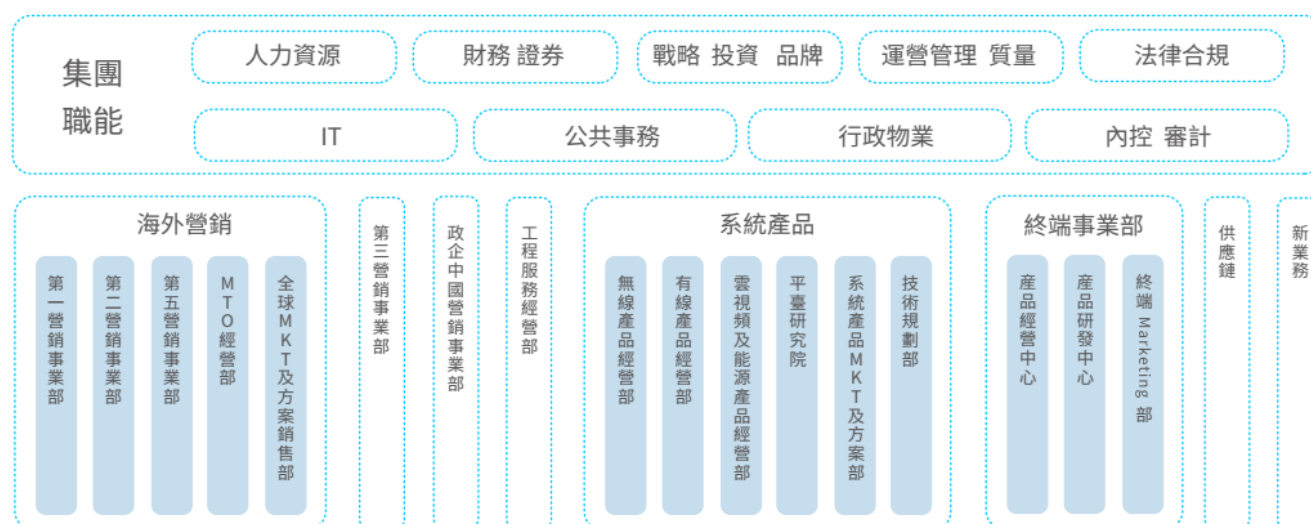 集團
職能
人力資源
財務 證券
戰略 投資 品牌
運營管理 質量
法律合規
IT
公共事務
行政物業
內控 審計
海外營銷
第一營銷事業部
第二營銷事業部
第五營銷事業部
MTO經營部
全球MKT及方案銷售部
第三營銷事業部
政企中國營銷事業部
工程服務經營部
系統產品
無線產品經營部
有線產品經營部
雲視頻及能源產品經營部
平臺研究院
系統產品MKT及方案部
技術規劃部
終端事業部
産品經營中心
産品研發中心
終端 Marketing 部
供應鏈
新業務